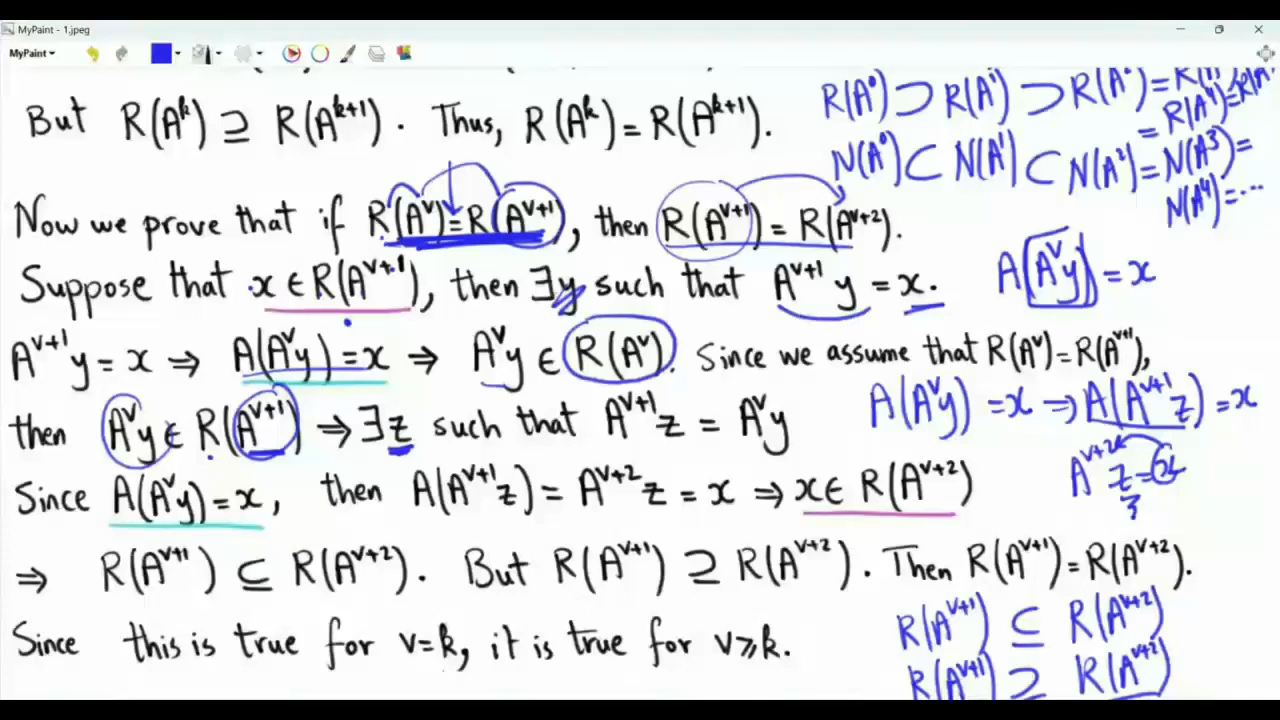 MyPaint - 1.jpeg
MyPaint
But R(A^k) ⊇ R(A^{k+1}). Thus, R(A^k) = R(A^{k+1}).
R(A^0) ⊃ R(A^1) ⊃ R(A^2) =
= R(A^4) =
N(A^0) ⊂ N(A^1) ⊂ N(A^2) = N(A^3) =
N(A^4) = ...
Now we prove that if R(A^v) = R(A^{v+1}), then R(A^{v+1}) = R(A^{v+2}).
Suppose that x ∈ R(A^{v+1}), then ∃y such that A^{v+1} y = x.
A(A^v y) = x
A^{v+1} y = x ⇒ A(A^v y) = x ⇒ A^v y ∈ R(A^v). Since we assume that R(A^v) = R(A^{v+1}),
then A^v y ∈ R(A^{v+1}) ⇒ ∃z such that A^{v+1} z = A^v y
A(A^v y) = x ⇒ A(A^{v+1} z) = x
A^{v+2} z = x
Since A(A^v y) = x, then A(A^{v+1} z) = A^{v+2} z = x ⇒ x ∈ R(A^{v+2})
⇒ R(A^{v+1}) ⊆ R(A^{v+2}). But R(A^{v+1}) ⊇ R(A^{v+2}). Then R(A^{v+1}) = R(A^{v+2}).
Since this is true for v = k, it is true for v ⩾ k.
R(A^{v+1}) ⊆ R(A^{v+2})
R(A^{v+1}) ⊇ R(A^{v+2})